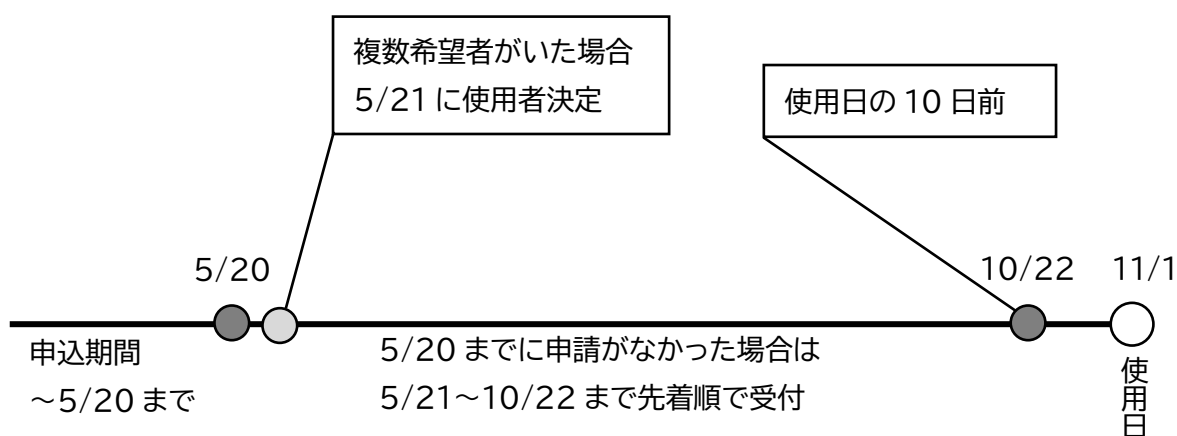 複数希望者がいた場合
5/21 に使用者決定
使用日の 10 日前
5/20
10/22
11/1
申込期間
～5/20 まで
5/20 までに申請がなかった場合は
5/21～10/22 まで先着順で受付
使用日